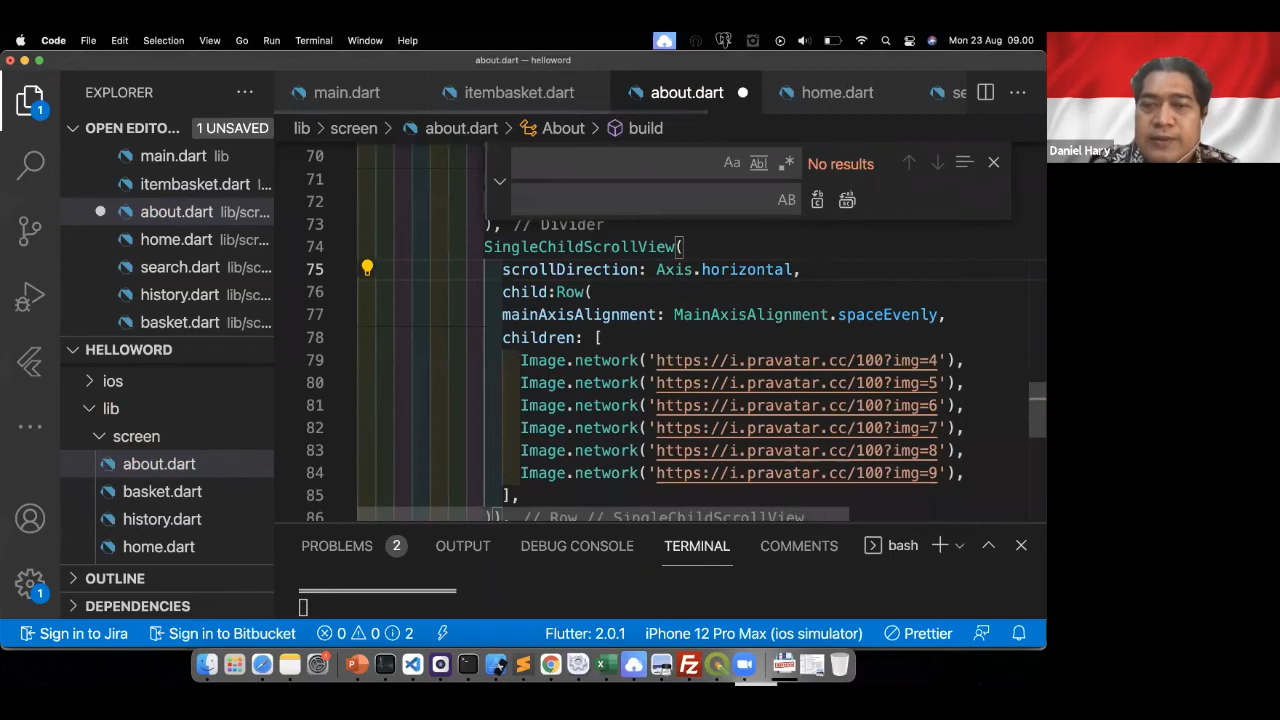 Code File Edit Selection View Go Run Terminal Window Help Mon 23 Aug 09.00
about.dart — helloword
EXPLORER
main.dart itembasket.dart about.dart home.dart se
OPEN EDITO... 1 UNSAVED
lib > screen > about.dart > About > build
main.dart lib
itembasket.dart lib/...
about.dart lib/scr...
home.dart lib/scr...
search.dart lib/sc...
history.dart lib/sc...
basket.dart lib/sc...
HELLOWORD
ios
lib
screen
about.dart
basket.dart
history.dart
home.dart
OUTLINE
DEPENDENCIES
1
1
Aa Abl .* No results
AB
70
71
72
73 ), // Divider
74 SingleChildScrollView(
75 scrollDirection: Axis.horizontal,
76 child:Row(
77 mainAxisAlignment: MainAxisAlignment.spaceEvenly,
78 children: [
79 Image.network('https://i.pravatar.cc/100?img=4'),
80 Image.network('https://i.pravatar.cc/100?img=5'),
81 Image.network('https://i.pravatar.cc/100?img=6'),
82 Image.network('https://i.pravatar.cc/100?img=7'),
83 Image.network('https://i.pravatar.cc/100?img=8'),
84 Image.network('https://i.pravatar.cc/100?img=9'),
85 ],
86 )), // Row // SingleChildScrollView
PROBLEMS 2 OUTPUT DEBUG CONSOLE TERMINAL COMMENTS bash
Sign in to Jira Sign in to Bitbucket 0 0 2 Flutter: 2.0.1 iPhone 12 Pro Max (ios simulator) Prettier
Daniel Hary